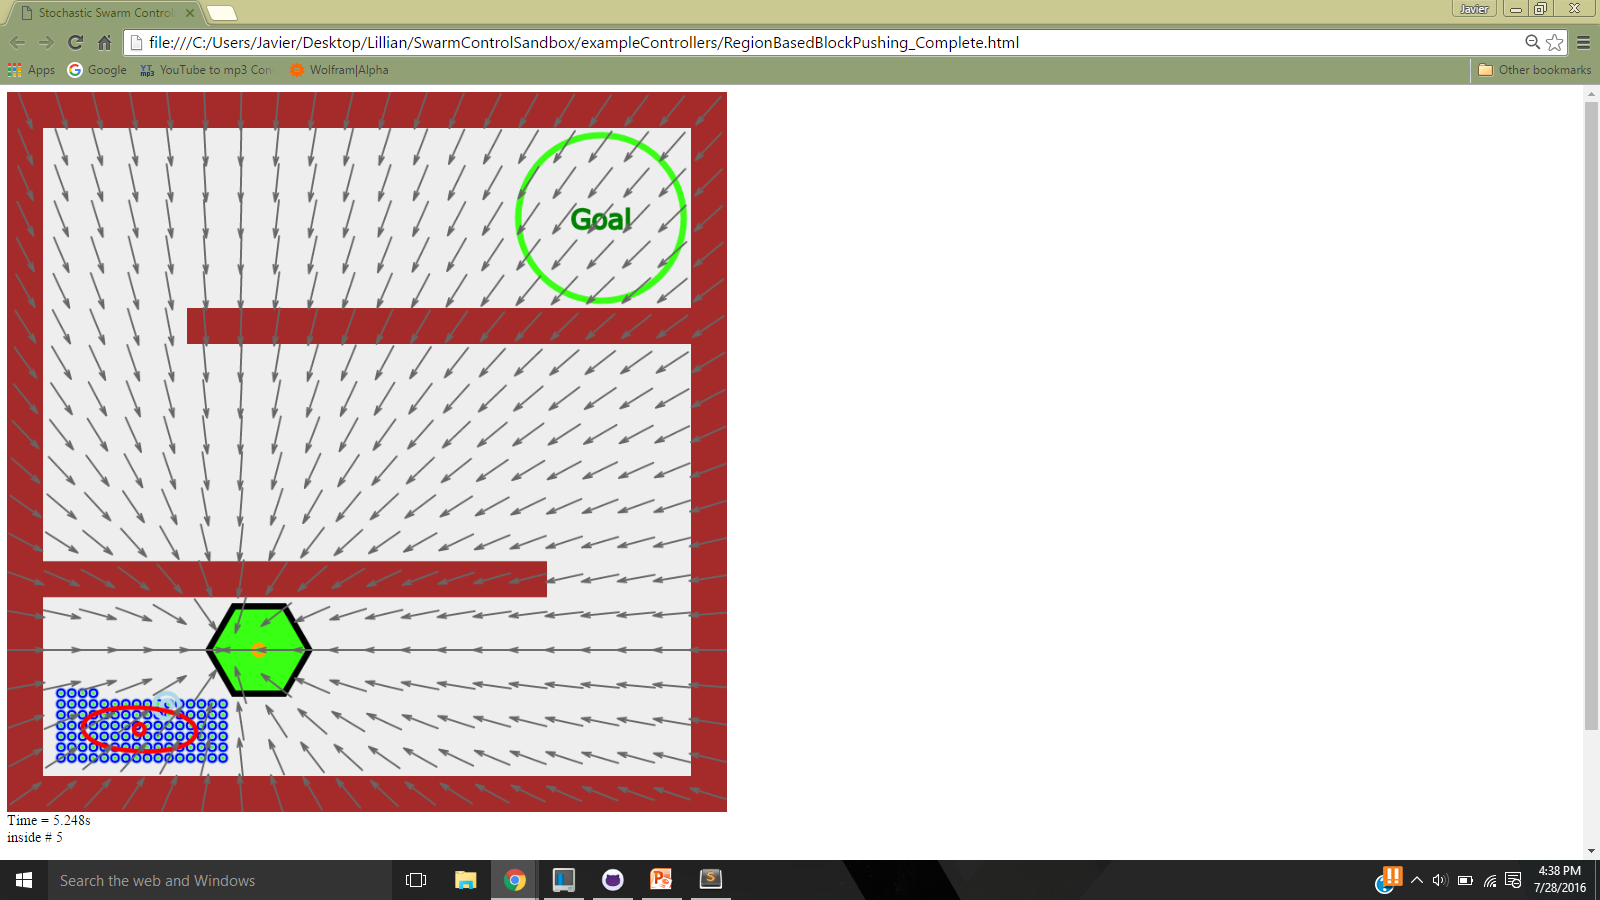 Stochastic Swarm Control
Javier
file:///C:/Users/Javier/Desktop/Lillian/SwarmControlSandbox/exampleControllers/RegionBasedBlockPushing_Complete.html
Apps
Google
YT mp3
YouTube to mp3 Con
Wolfram|Alpha
Other bookmarks
Goal
Time = 5.248s
inside # 5
Search the web and Windows
4:38 PM
7/28/2016